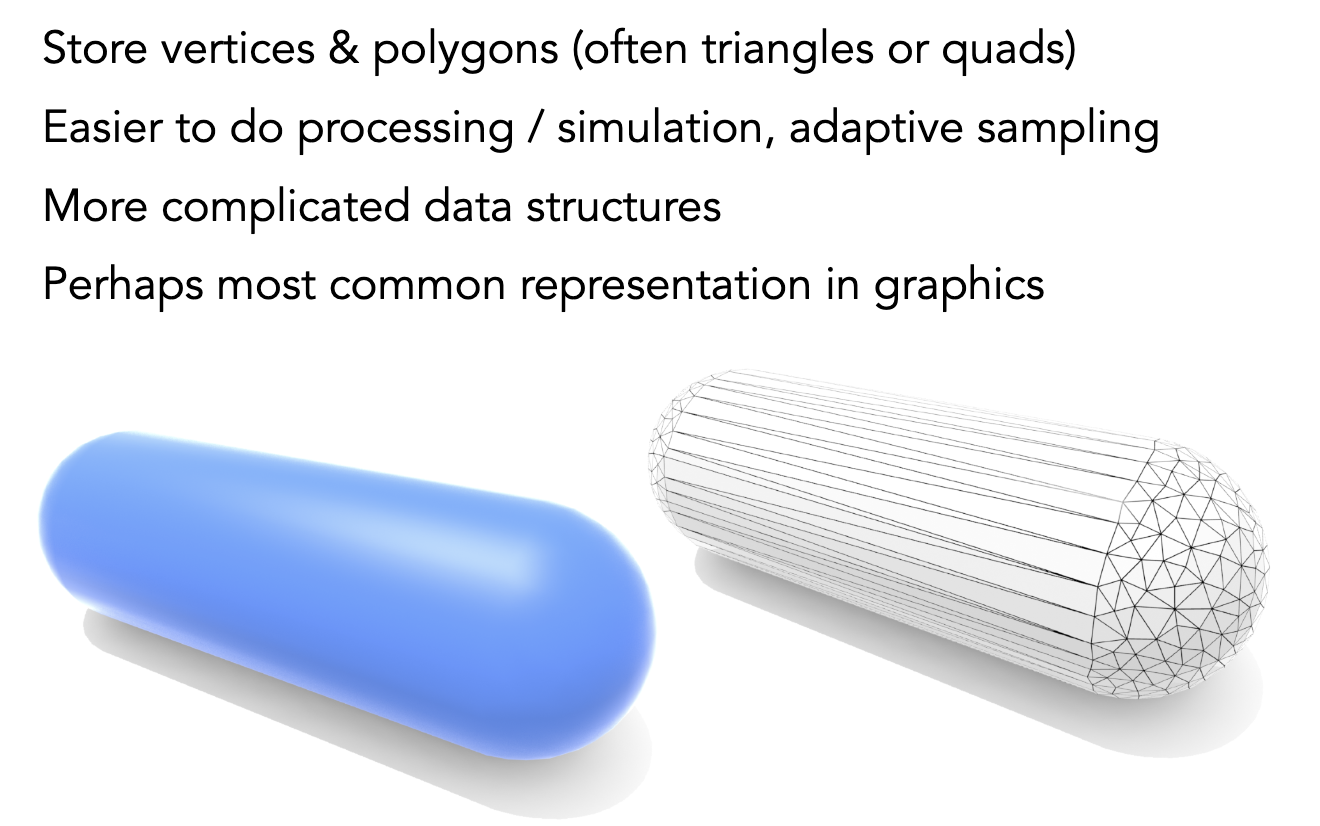 Store vertices & polygons (often triangles or quads)
Easier to do processing / simulation, adaptive sampling
More complicated data structures
Perhaps most common representation in graphics